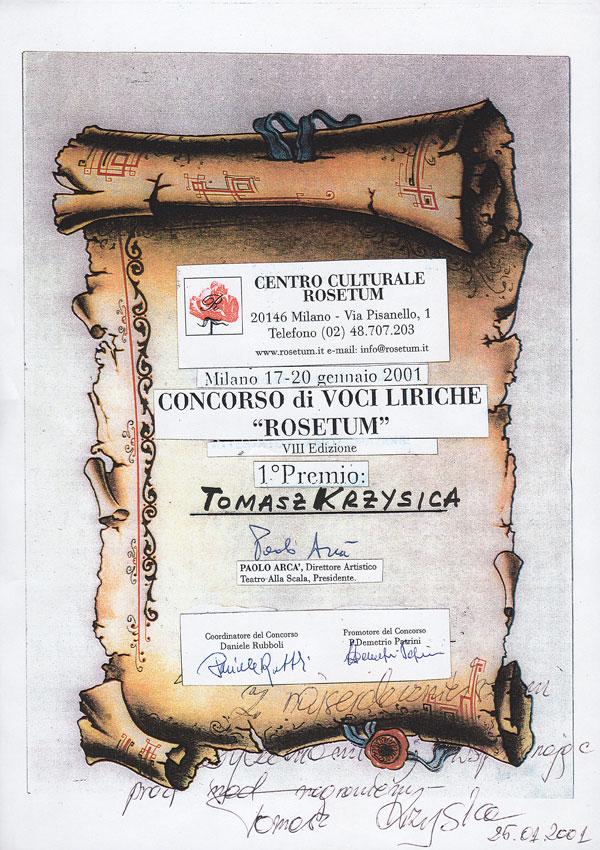 CENTRO CULTURALE
ROSETUM
20146 Milano - Via Pisanello, 1
Telefono (02) 48.707.203
www.rosetum.it e-mail: info@rosetum.it
Milano 17-20 gennaio 2001
CONCORSO di VOCI LIRICHE
“ROSETUM”
VIII Edizione
1° Premio:
TOMASZ KRZYSICA
Paolo Arcà
PAOLO ARCA', Direttore Artistico
Teatro Alla Scala, Presidente.
Coordinatore del Concorso
Daniele Rubboli
Promotore del Concorso
P.Demetrio Patrini
Z
Tomasz Krzysica
25.01.2001